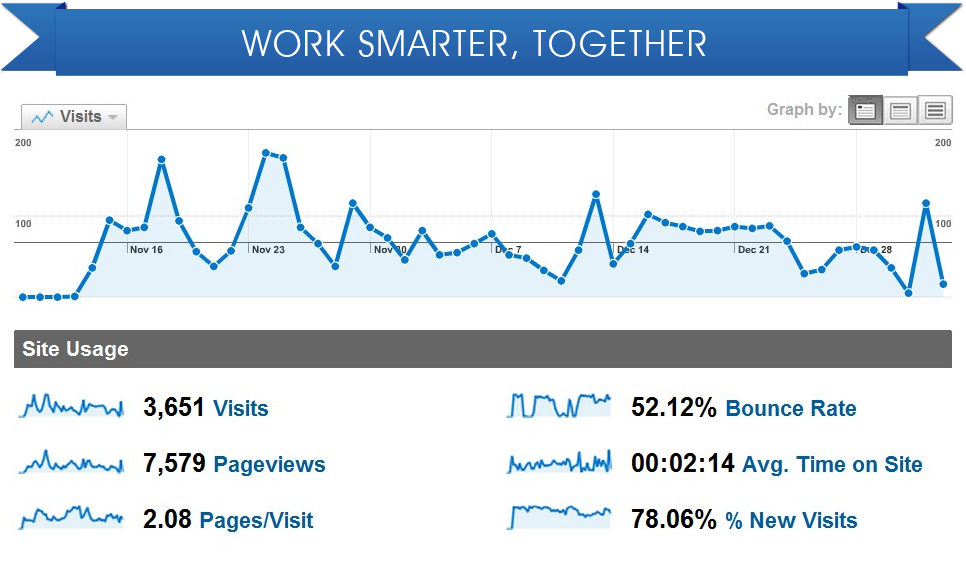 WORK SMARTER, TOGETHER
Visits
Graph by:
200 200
100 100
Nov 16 Nov 23 Nov 30 Dec 7 Dec 14 Dec 21 Dec 28
Site Usage
3,651 Visits 52.12% Bounce Rate
7,579 Pageviews 00:02:14 Avg. Time on Site
2.08 Pages/Visit 78.06% % New Visits